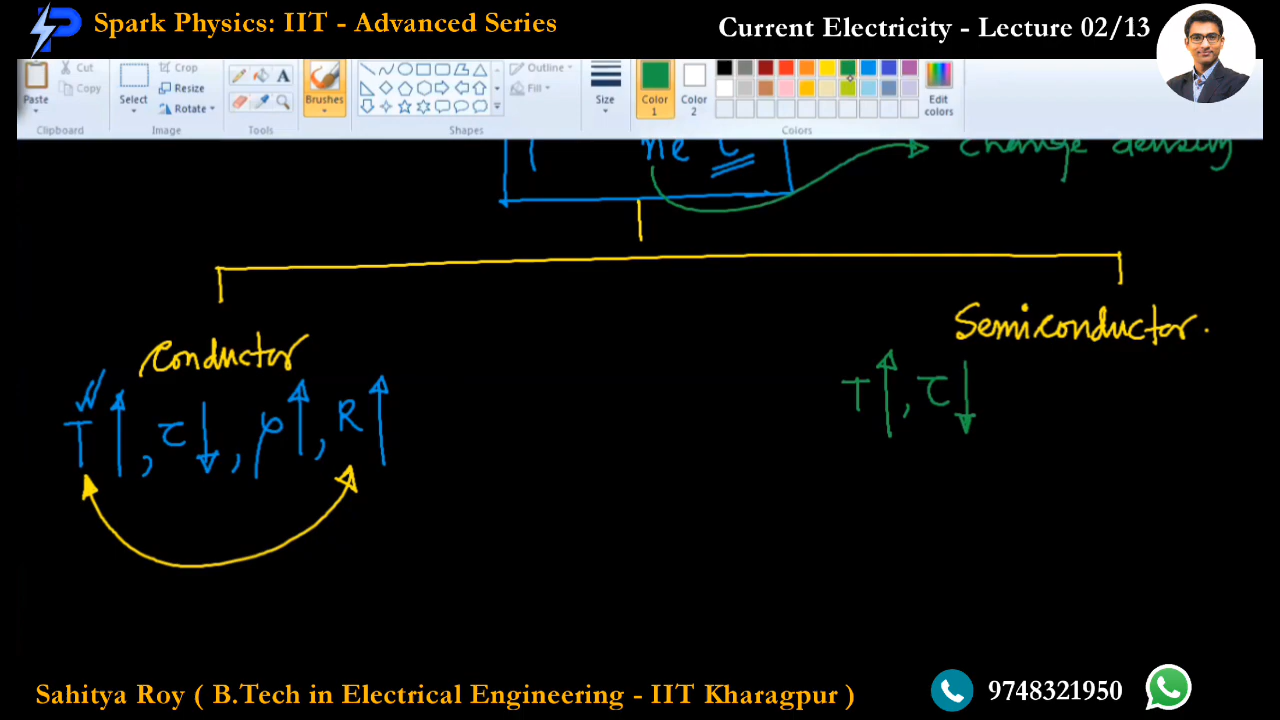 Spark Physics: IIT - Advanced Series
Current Electricity - Lecture 02/13
Paste
Cut
Copy
Clipboard
Select
Crop
Resize
Rotate
Image
Tools
Brushes
Shapes
Outline
Fill
Size
Color 1
Color 2
Edit colors
Colors
ne² τ
Conductor
Semiconductor.
T↑, τ↓, ρ↑, R↑
T↑, τ↓
Sahitya Roy ( B.Tech in Electrical Engineering - IIT Kharagpur )
9748321950